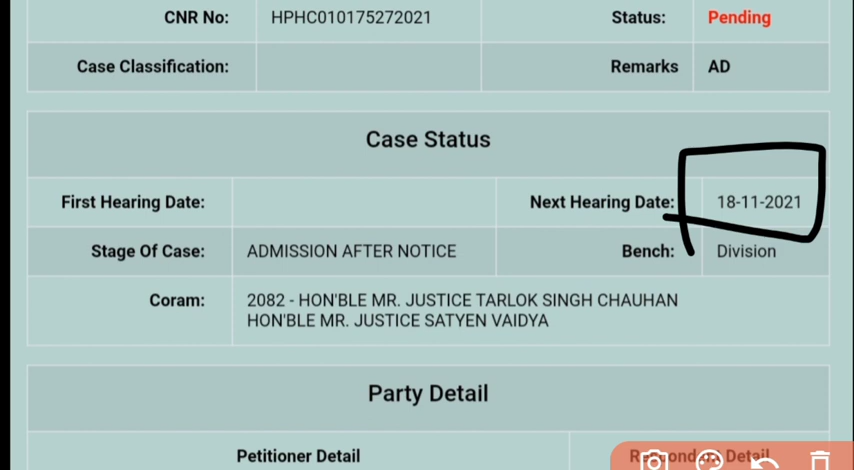 CNR No: HPHC010175272021 Status: Pending
Case Classification: Remarks AD
Case Status
First Hearing Date: Next Hearing Date: 18-11-2021
Stage Of Case: ADMISSION AFTER NOTICE Bench: Division
Coram: 2082 - HON'BLE MR. JUSTICE TARLOK SINGH CHAUHAN
HON'BLE MR. JUSTICE SATYEN VAIDYA
Party Detail
Petitioner Detail Respondent Detail